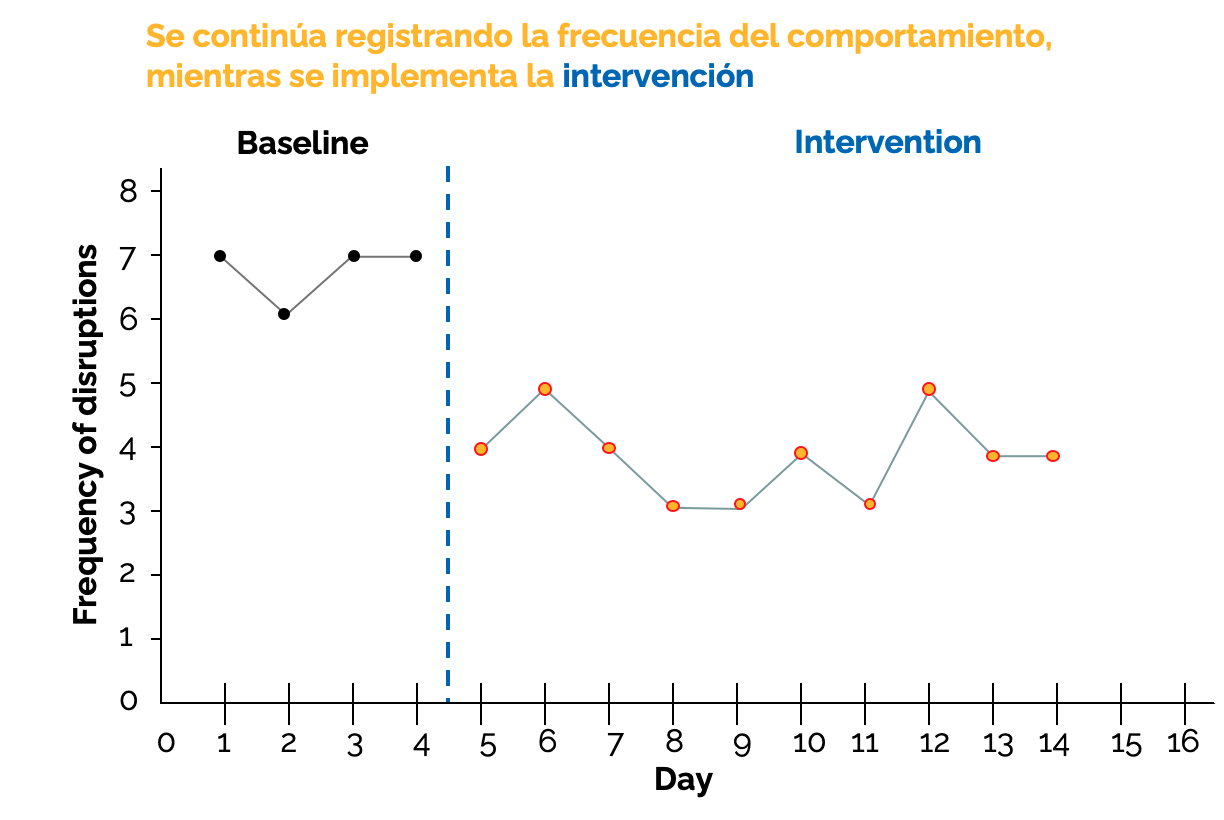 Se continúa registrando la frecuencia del comportamiento,
mientras se implementa la intervención
Baseline
Intervention
Frequency of disruptions
8
7
6
5
4
3
2
1
0
0 1 2 3 4 5 6 7 8 9 10 11 12 13 14 15 16
Day